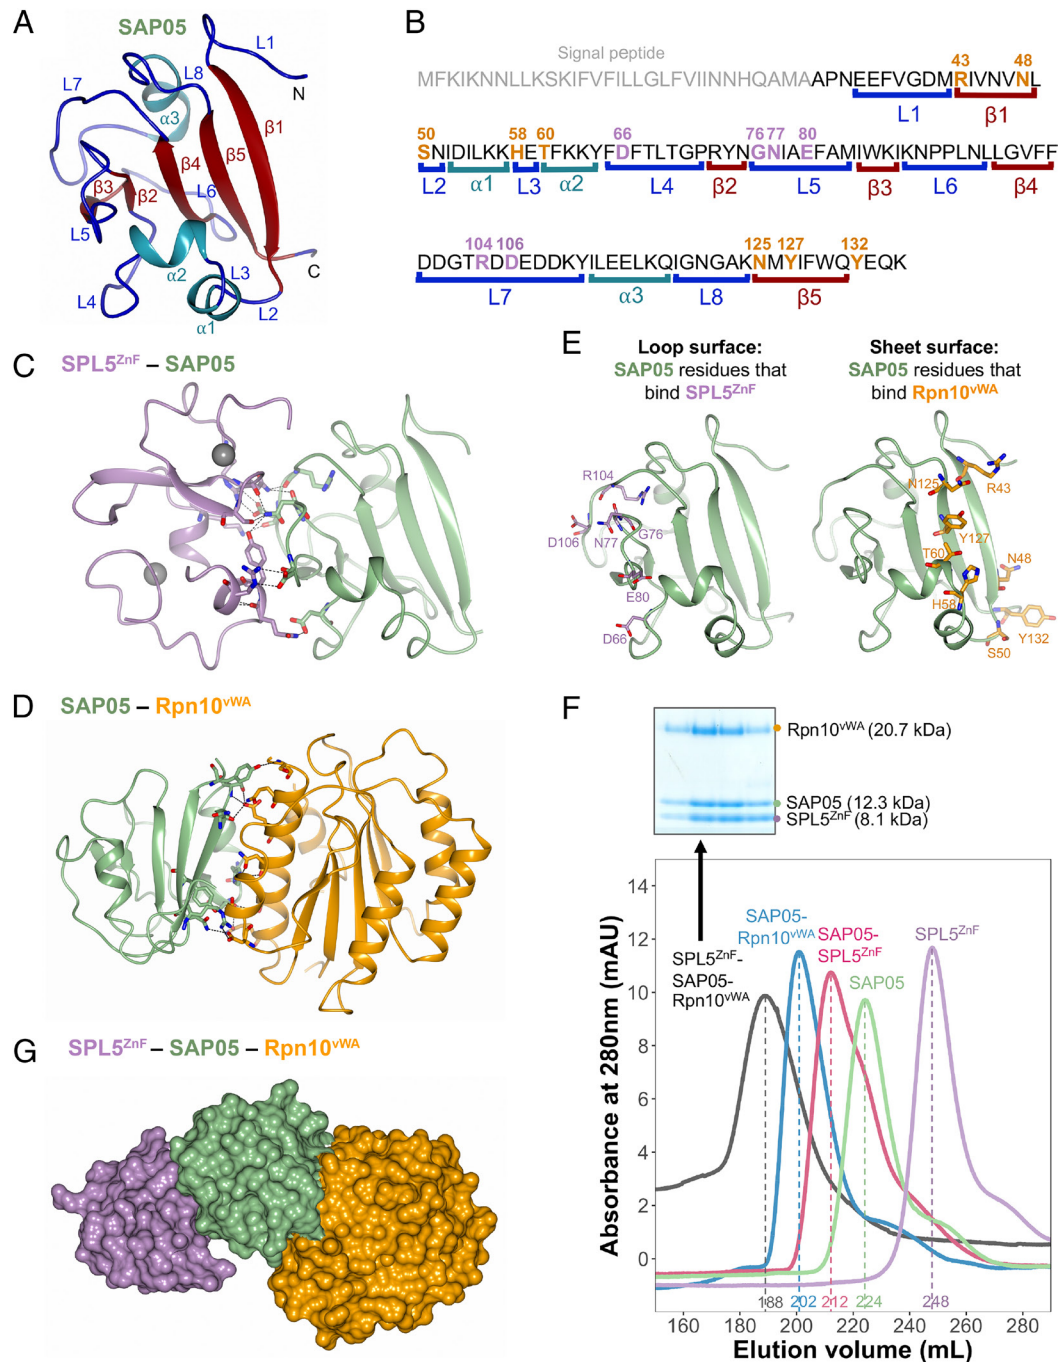 A
SAP05
L1
L7
L8
N
α3
β1
β4
β5
β3
β2
L6
L5
C
α2
L3
L4
L2
α1
B
Signal peptide
43 48
MFKIKNNLLKSKIFVFILLGLFVIINNHQAMAAPNEEFVGDMRIVNVNL
L1 β1
50 58 60 66 76 77 80
SNIDILKKHETFKKYFDFTLTGPRYNGNIAEFAMIWKIKNPPLNLLGVFF
L2 α1 L3 α2 L4 β2 L5 β3 L6 β4
104 106 125 127 132
DDGTRDDEDDKYILEELKQIGNGAKNMYIFWQYEQK
L7 α3 L8 β5
C
SPL5ZnF – SAP05
D
SAP05 – Rpn10vWA
E
Loop surface:
SAP05 residues that
bind SPL5ZnF
R104
D106
N77
G76
E80
D66
Sheet surface:
SAP05 residues that
bind Rpn10vWA
N125
R43
Y127
T60
N48
H58
Y132
S50
F
Rpn10vWA (20.7 kDa)
SAP05 (12.3 kDa)
SPL5ZnF (8.1 kDa)
SPL5ZnF-
SAP05-
Rpn10vWA
SAP05-
Rpn10vWA
SAP05-
SPL5ZnF
SAP05
SPL5ZnF
Absorbance at 280nm (mAU)
14
12
10
8
6
4
2
0
188 202 212 224 248
160 180 200 220 240 260 280
Elution volume (mL)
G
SPL5ZnF – SAP05 – Rpn10vWA